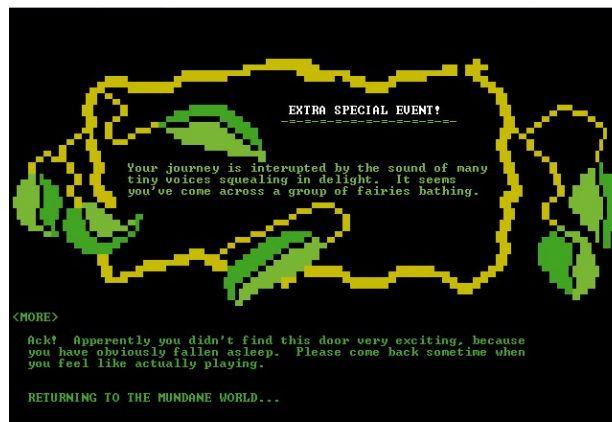 EXTRA SPECIAL EVENT!
-=-=-=-=-=-=-=-=-=-=-=-
Your journey is interupted by the sound of many
tiny voices squealing in delight.  It seems
you've come across a group of fairies bathing.
<MORE>
Ack!  Apperently you didn't find this door very exciting, because
you have obviously fallen asleep.  Please come back sometime when
you feel like actually playing.
RETURNING TO THE MUNDANE WORLD...